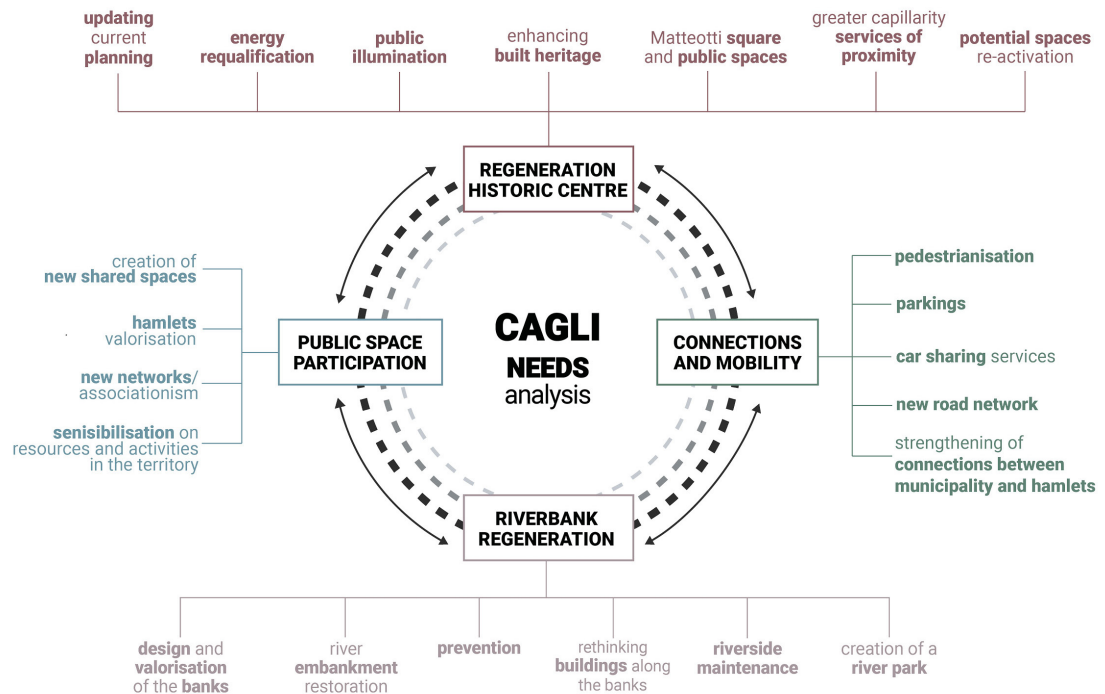 updating
current
planning
energy
requalification
public
illumination
enhancing
built heritage
Matteotti square
and public spaces
greater capillarity
services of
proximity
potential spaces
re-activation
REGENERATION
HISTORIC CENTRE
creation of
new shared spaces
hamlets
valorisation
new networks/
associationism
senisibilisation on
resources and activities
in the territory
PUBLIC SPACE
PARTICIPATION
CAGLI
NEEDS
analysis
CONNECTIONS
AND MOBILITY
pedestrianisation
parkings
car sharing services
new road network
strengthening of
connections between
municipality and hamlets
RIVERBANK
REGENERATION
design and
valorisation
of the banks
river
embankment
restoration
prevention
rethinking
buildings along
the banks
riverside
maintenance
creation of a
river park